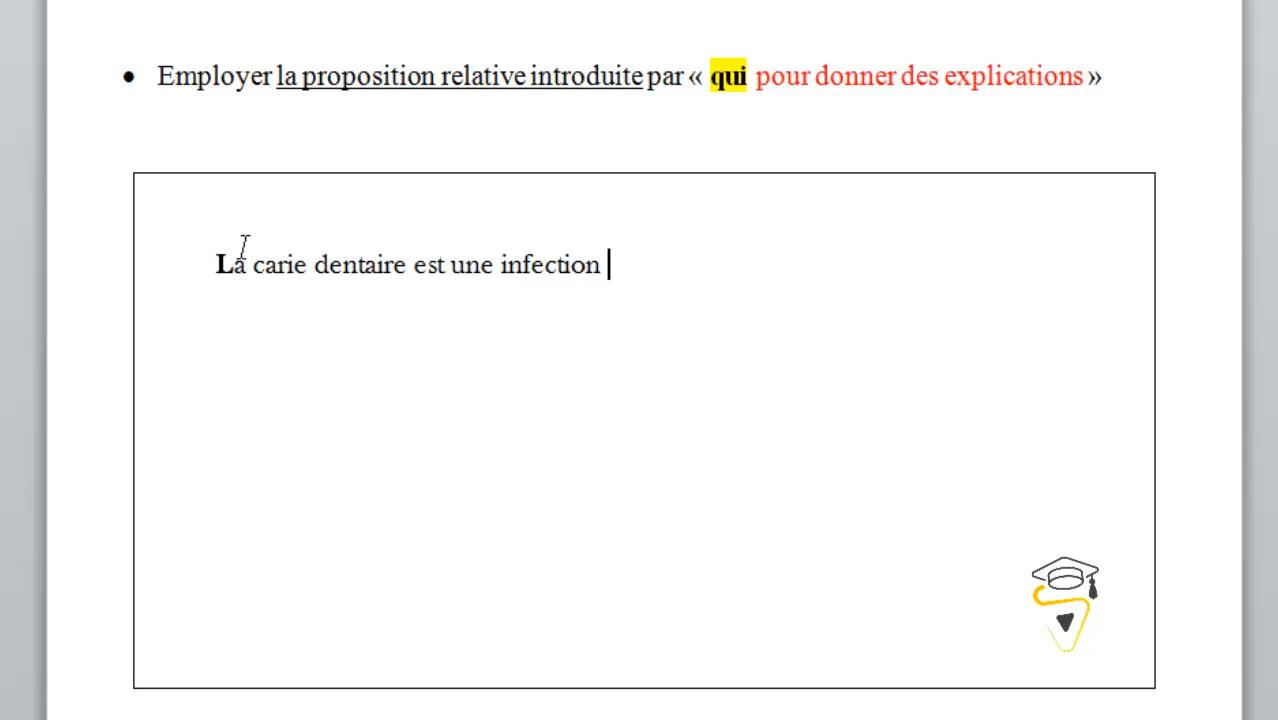 • Employer la proposition relative introduite par « qui pour donner des explications »
La carie dentaire est une infection